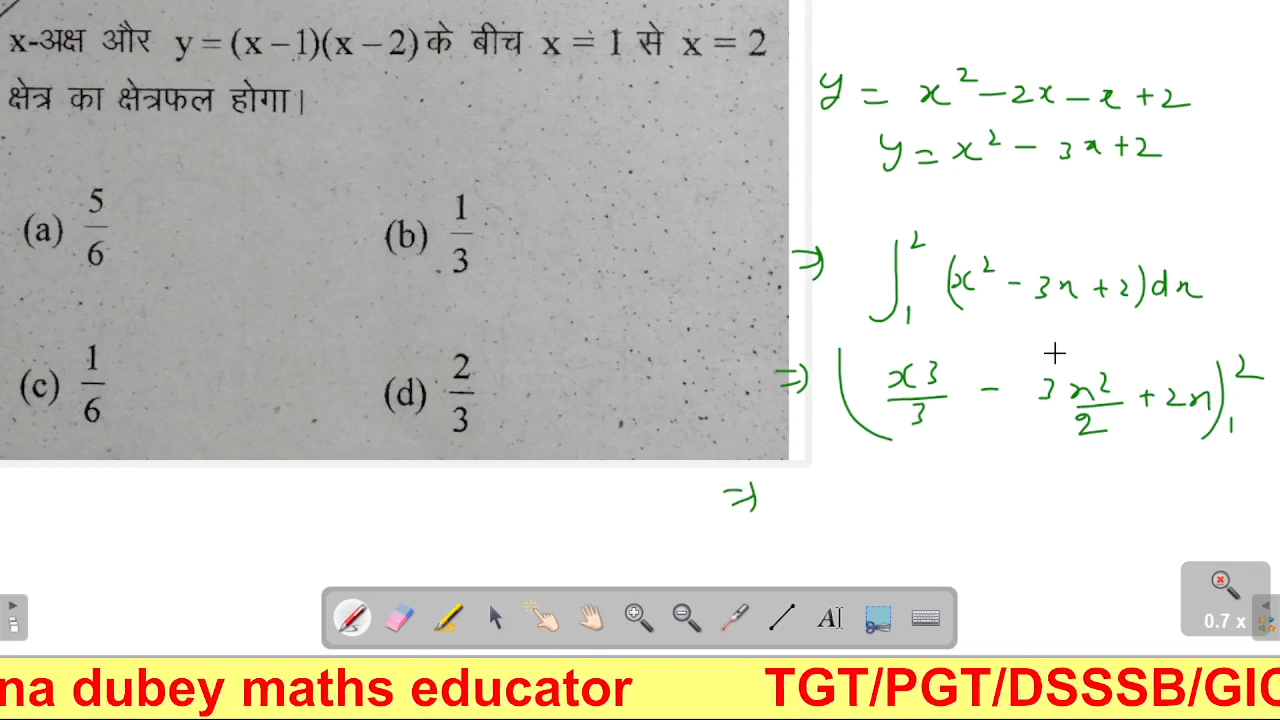 x-अक्ष और y = (x – 1)(x – 2) के बीच x = 1 से x = 2
क्षेत्र का क्षेत्रफल होगा।
(a) 5/6 (b) 1/3
(c) 1/6 (d) 2/3
y = x² – 2x – x + 2
y = x² – 3x + 2
⇒ ∫₁² (x² – 3x + 2) dx
⇒ (x3/3 – 3 x2/2 + 2x)₁²
⇒
0.7 x
na dubey maths educator TGT/PGT/DSSSB/GIC